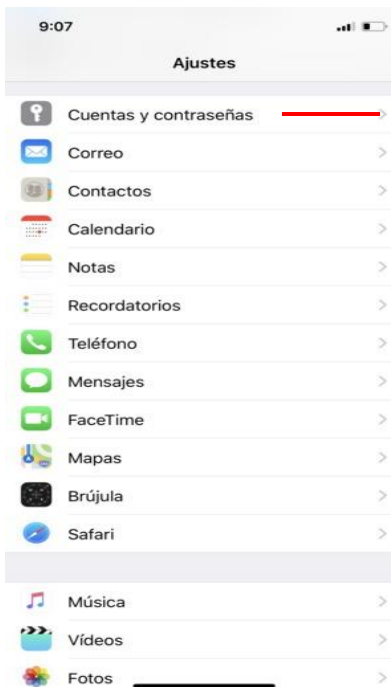 9:07
Ajustes
Cuentas y contraseñas
Correo
Contactos
Calendario
Notas
Recordatorios
Teléfono
Mensajes
FaceTime
Mapas
Brújula
Safari
Música
Vídeos
Fotos